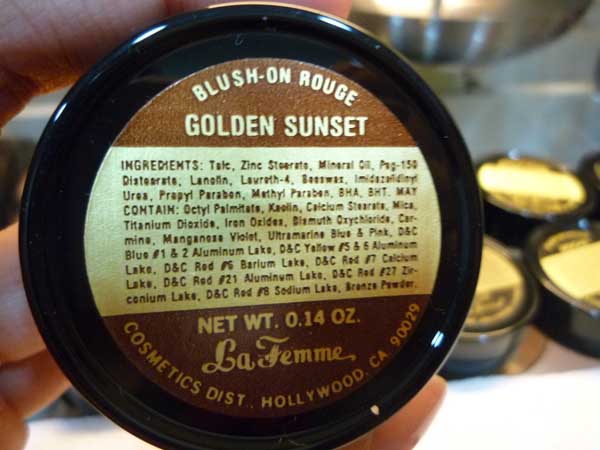 BLUSH-ON ROUGE
GOLDEN SUNSET
INGREDIENTS: Talc, Zinc Stearate, Mineral Oil, Peg-150
Distearate, Lanolin, Laureth-4, Beeswax, Imidazolidinyl
Urea, Propyl Paraben, Methyl Paraben, BHA, BHT. MAY
CONTAIN: Octyl Palmitate, Kaolin, Calcium Stearate, Mica,
Titanium Dioxide, Iron Oxides, Bismuth Oxychloride, Car-
mine, Manganese Violet, Ultramarine Blue & Pink, D&C
Blue #1 & 2 Aluminum Lake, D&C Yellow #5 & 6 Aluminum
Lake, D&C Red #6 Barium Lake, D&C Red #7 Calcium
Lake, D&C Red #21 Aluminum Lake, D&C Red #27 Zir-
conium Lake, D&C Red #8 Sodium Lake, Bronze Powder.
NET WT. 0.14 OZ.
La Femme
COSMETICS DIST., HOLLYWOOD, CA 90029